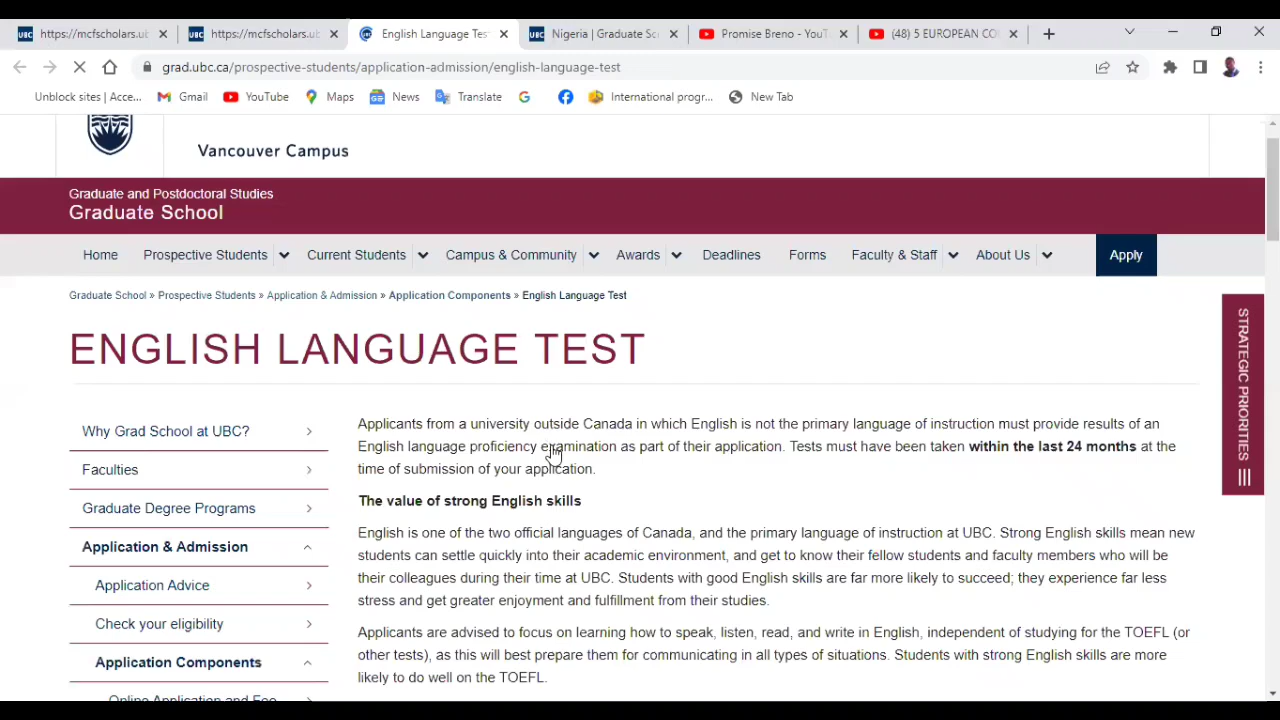 https://mcfscholars.ub
https://mcfscholars.ub
English Language Tes
Nigeria | Graduate Sc
Promise Breno - YouT
(48) 5 EUROPEAN CO
grad.ubc.ca/prospective-students/application-admission/english-language-test
Unblock sites | Acce...
Gmail
YouTube
Maps
News
Translate
International progr...
New Tab
Vancouver Campus
Graduate and Postdoctoral Studies
Graduate School
Home
Prospective Students
Current Students
Campus & Community
Awards
Deadlines
Forms
Faculty & Staff
About Us
Apply
Graduate School » Prospective Students » Application & Admission » Application Components » English Language Test
ENGLISH LANGUAGE TEST
STRATEGIC PRIORITIES
Why Grad School at UBC?
Faculties
Graduate Degree Programs
Application & Admission
Application Advice
Check your eligibility
Application Components
Online Application and Fee
Applicants from a university outside Canada in which English is not the primary language of instruction must provide results of an
English language proficiency examination as part of their application. Tests must have been taken within the last 24 months at the
time of submission of your application.
The value of strong English skills
English is one of the two official languages of Canada, and the primary language of instruction at UBC. Strong English skills mean new
students can settle quickly into their academic environment, and get to know their fellow students and faculty members who will be
their colleagues during their time at UBC. Students with good English skills are far more likely to succeed; they experience far less
stress and get greater enjoyment and fulfillment from their studies.
Applicants are advised to focus on learning how to speak, listen, read, and write in English, independent of studying for the TOEFL (or
other tests), as this will best prepare them for communicating in all types of situations. Students with strong English skills are more
likely to do well on the TOEFL.